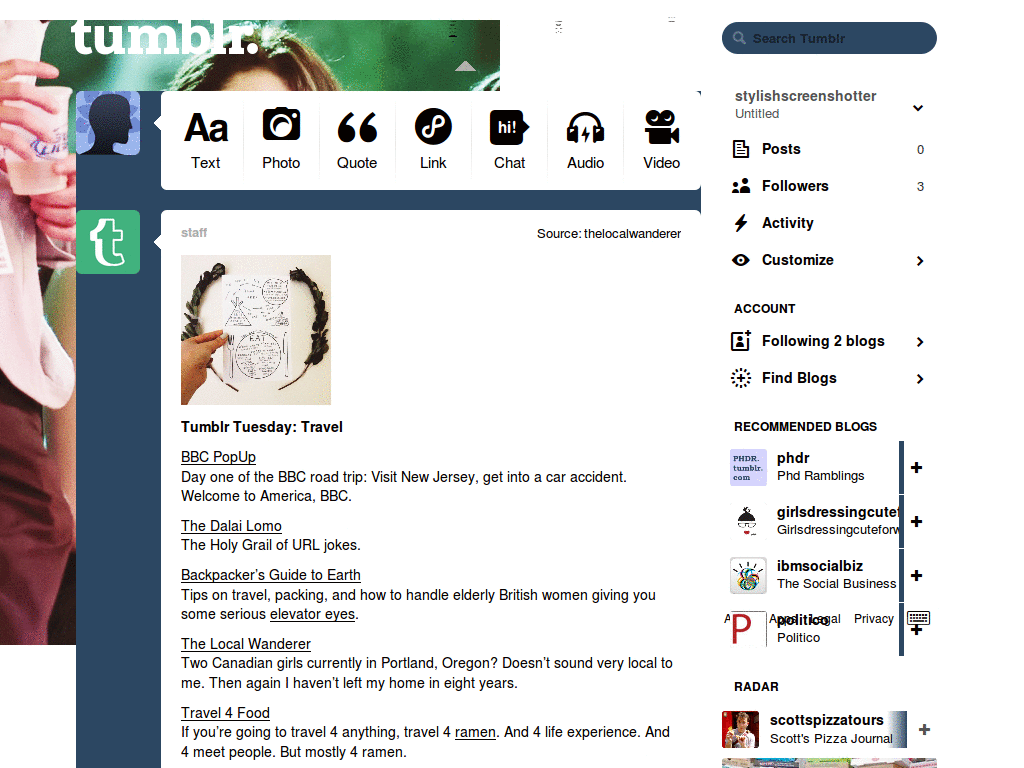 tumblr.
Search Tumblr
Aa
Text
Photo
Quote
Link
hi!
Chat
Audio
Video
staff
Source: thelocalwanderer
EAT
Tumblr Tuesday: Travel
BBC PopUp
Day one of the BBC road trip: Visit New Jersey, get into a car accident.
Welcome to America, BBC.
The Dalai Lomo
The Holy Grail of URL jokes.
Backpacker’s Guide to Earth
Tips on travel, packing, and how to handle elderly British women giving you
some serious elevator eyes.
The Local Wanderer
Two Canadian girls currently in Portland, Oregon? Doesn’t sound very local to
me. Then again I haven’t left my home in eight years.
Travel 4 Food
If you’re going to travel 4 anything, travel 4 ramen. And 4 life experience. And
4 meet people. But mostly 4 ramen.
stylishscreenshotter
Untitled
Posts 0
Followers 3
Activity
Customize
ACCOUNT
Following 2 blogs
Find Blogs
RECOMMENDED BLOGS
PHDR.
tumblr.
com
phdr
Phd Ramblings
girlsdressingcutef
Girlsdressingcuteforw
ibmsocialbiz
The Social Business
politico
Apps Legal Privacy
P
Politico
RADAR
scottspizzatours
Scott's Pizza Journal